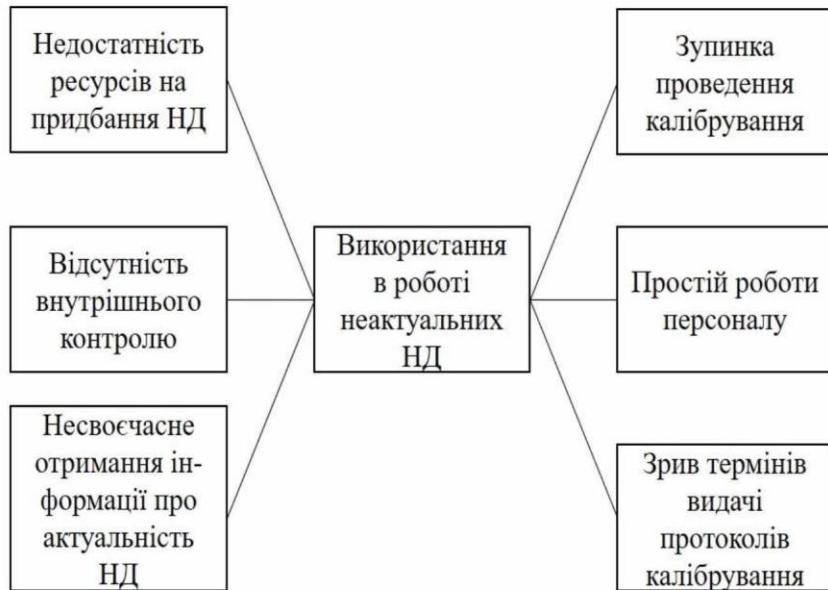 Недостатність
ресурсів на
придбання НД
Відсутність
внутрішнього
контролю
Несвоєчасне
отримання ін-
формації про
актуальність
НД
Використання
в роботі
неактуальних
НД
Зупинка
проведення
калібрування
Простій роботи
персоналу
Зрив термінів
видачі
протоколів
калібрування